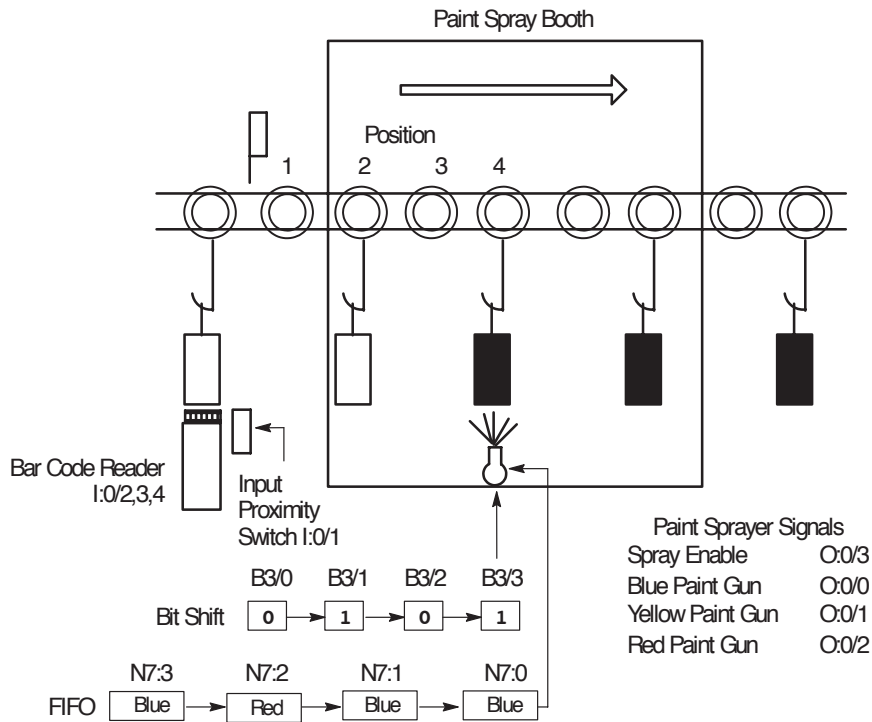 Paint Spray Booth
Position
1 2 3 4
Bar Code Reader
I:0/2,3,4
Input
Proximity
Switch I:0/1
Paint Sprayer Signals
Spray Enable O:0/3
Blue Paint Gun O:0/0
Yellow Paint Gun O:0/1
Red Paint Gun O:0/2
B3/0 B3/1 B3/2 B3/3
Bit Shift 0 1 0 1
N7:3 N7:2 N7:1 N7:0
FIFO Blue Red Blue Blue